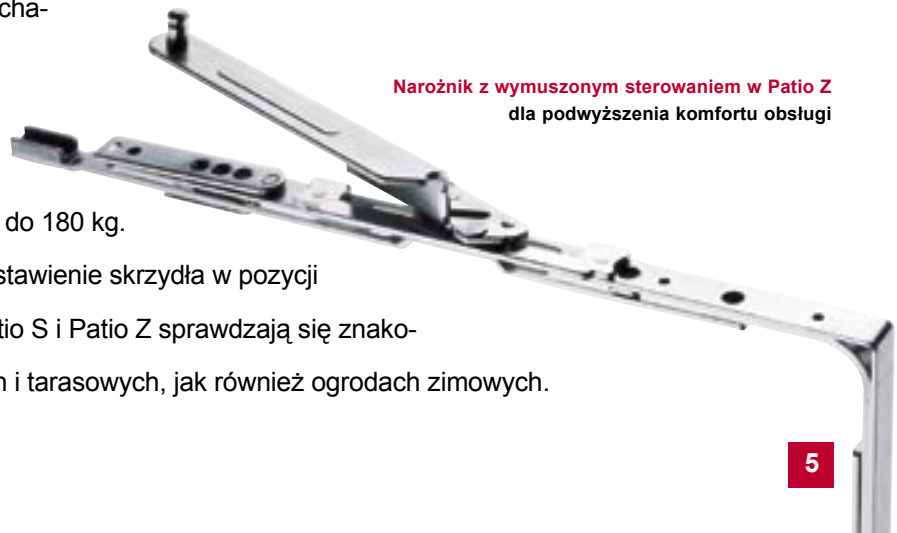 cha-
Narożnik z wymuszonym sterowaniem w Patio Z
dla podwyższenia komfortu obsługi
do 180 kg.
stawienie skrzydła w pozycji
tio S i Patio Z sprawdzają się znako-
i tarasowych, jak również ogrodach zimowych.
5